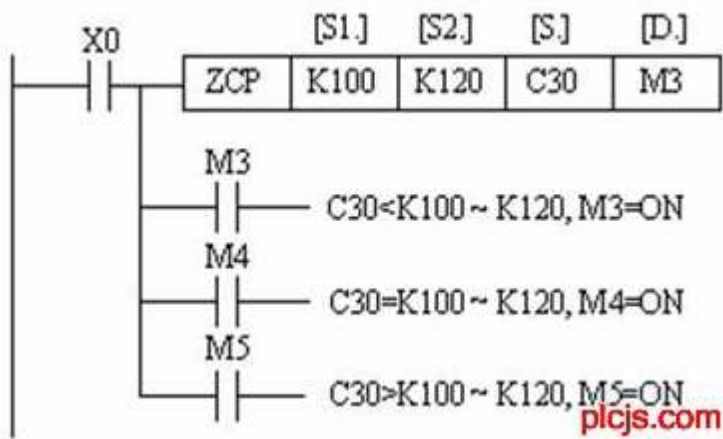 [S1.] [S2.] [S.] [D.]
X0
ZCP K100 K120 C30 M3
M3
C30<K100 ~ K120, M3=ON
M4
C30=K100 ~ K120, M4=ON
M5
C30>K100 ~ K120, M5=ON
plcjs.com